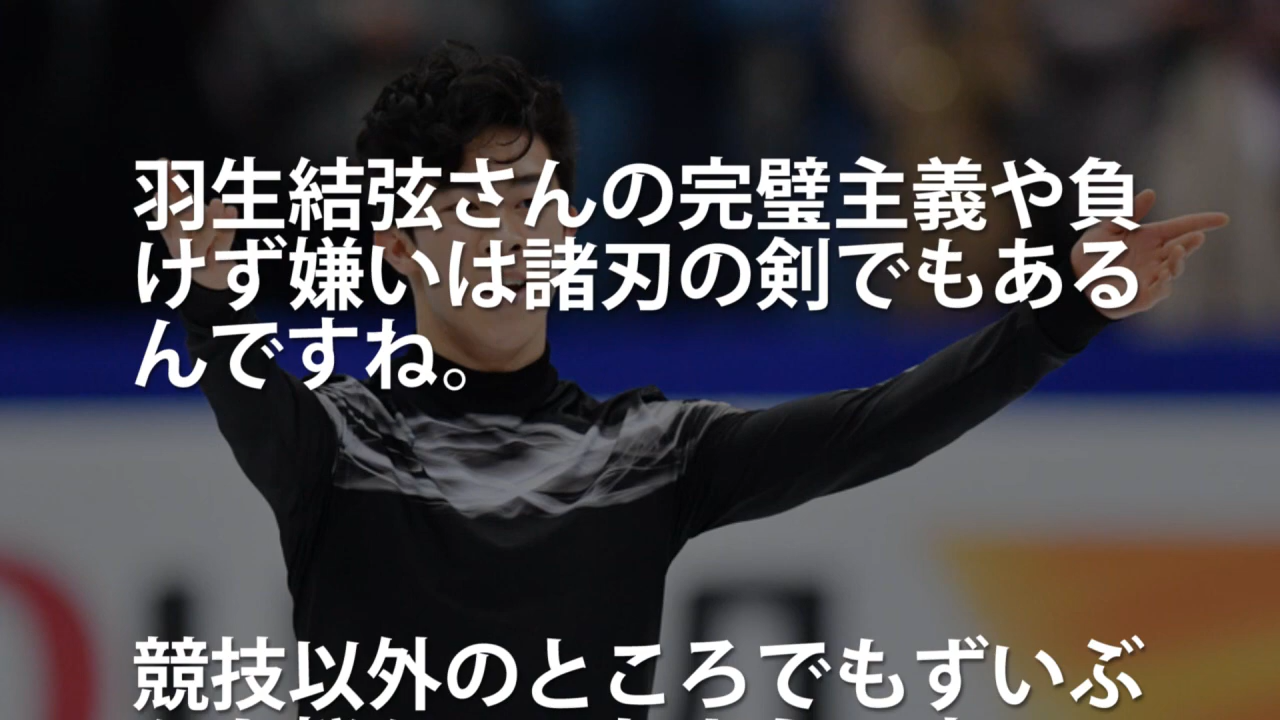 羽生結弦さんの完璧主義や負
けず嫌いは諸刃の剣でもある
んですね。
競技以外のところでもずいぶ